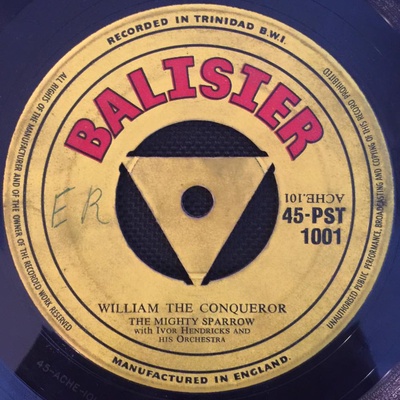 RECORDED IN TRINIDAD B.W.I.
BALISIER
ALL RIGHTS OF THE MANUFACTURER AND OF THE OWNER OF THE RECORDED WORK RESERVED
UNAUTHORISED PUBLIC PERFORMANCE, BROADCASTING AND COPYING OF THIS RECORD PROHIBITED
ER
ACHE.101
45-PST
1001
WILLIAM THE CONQUEROR
THE MIGHTY SPARROW
with IVOR HENDRICKS AND
HIS ORCHESTRA
MANUFACTURED IN ENGLAND.